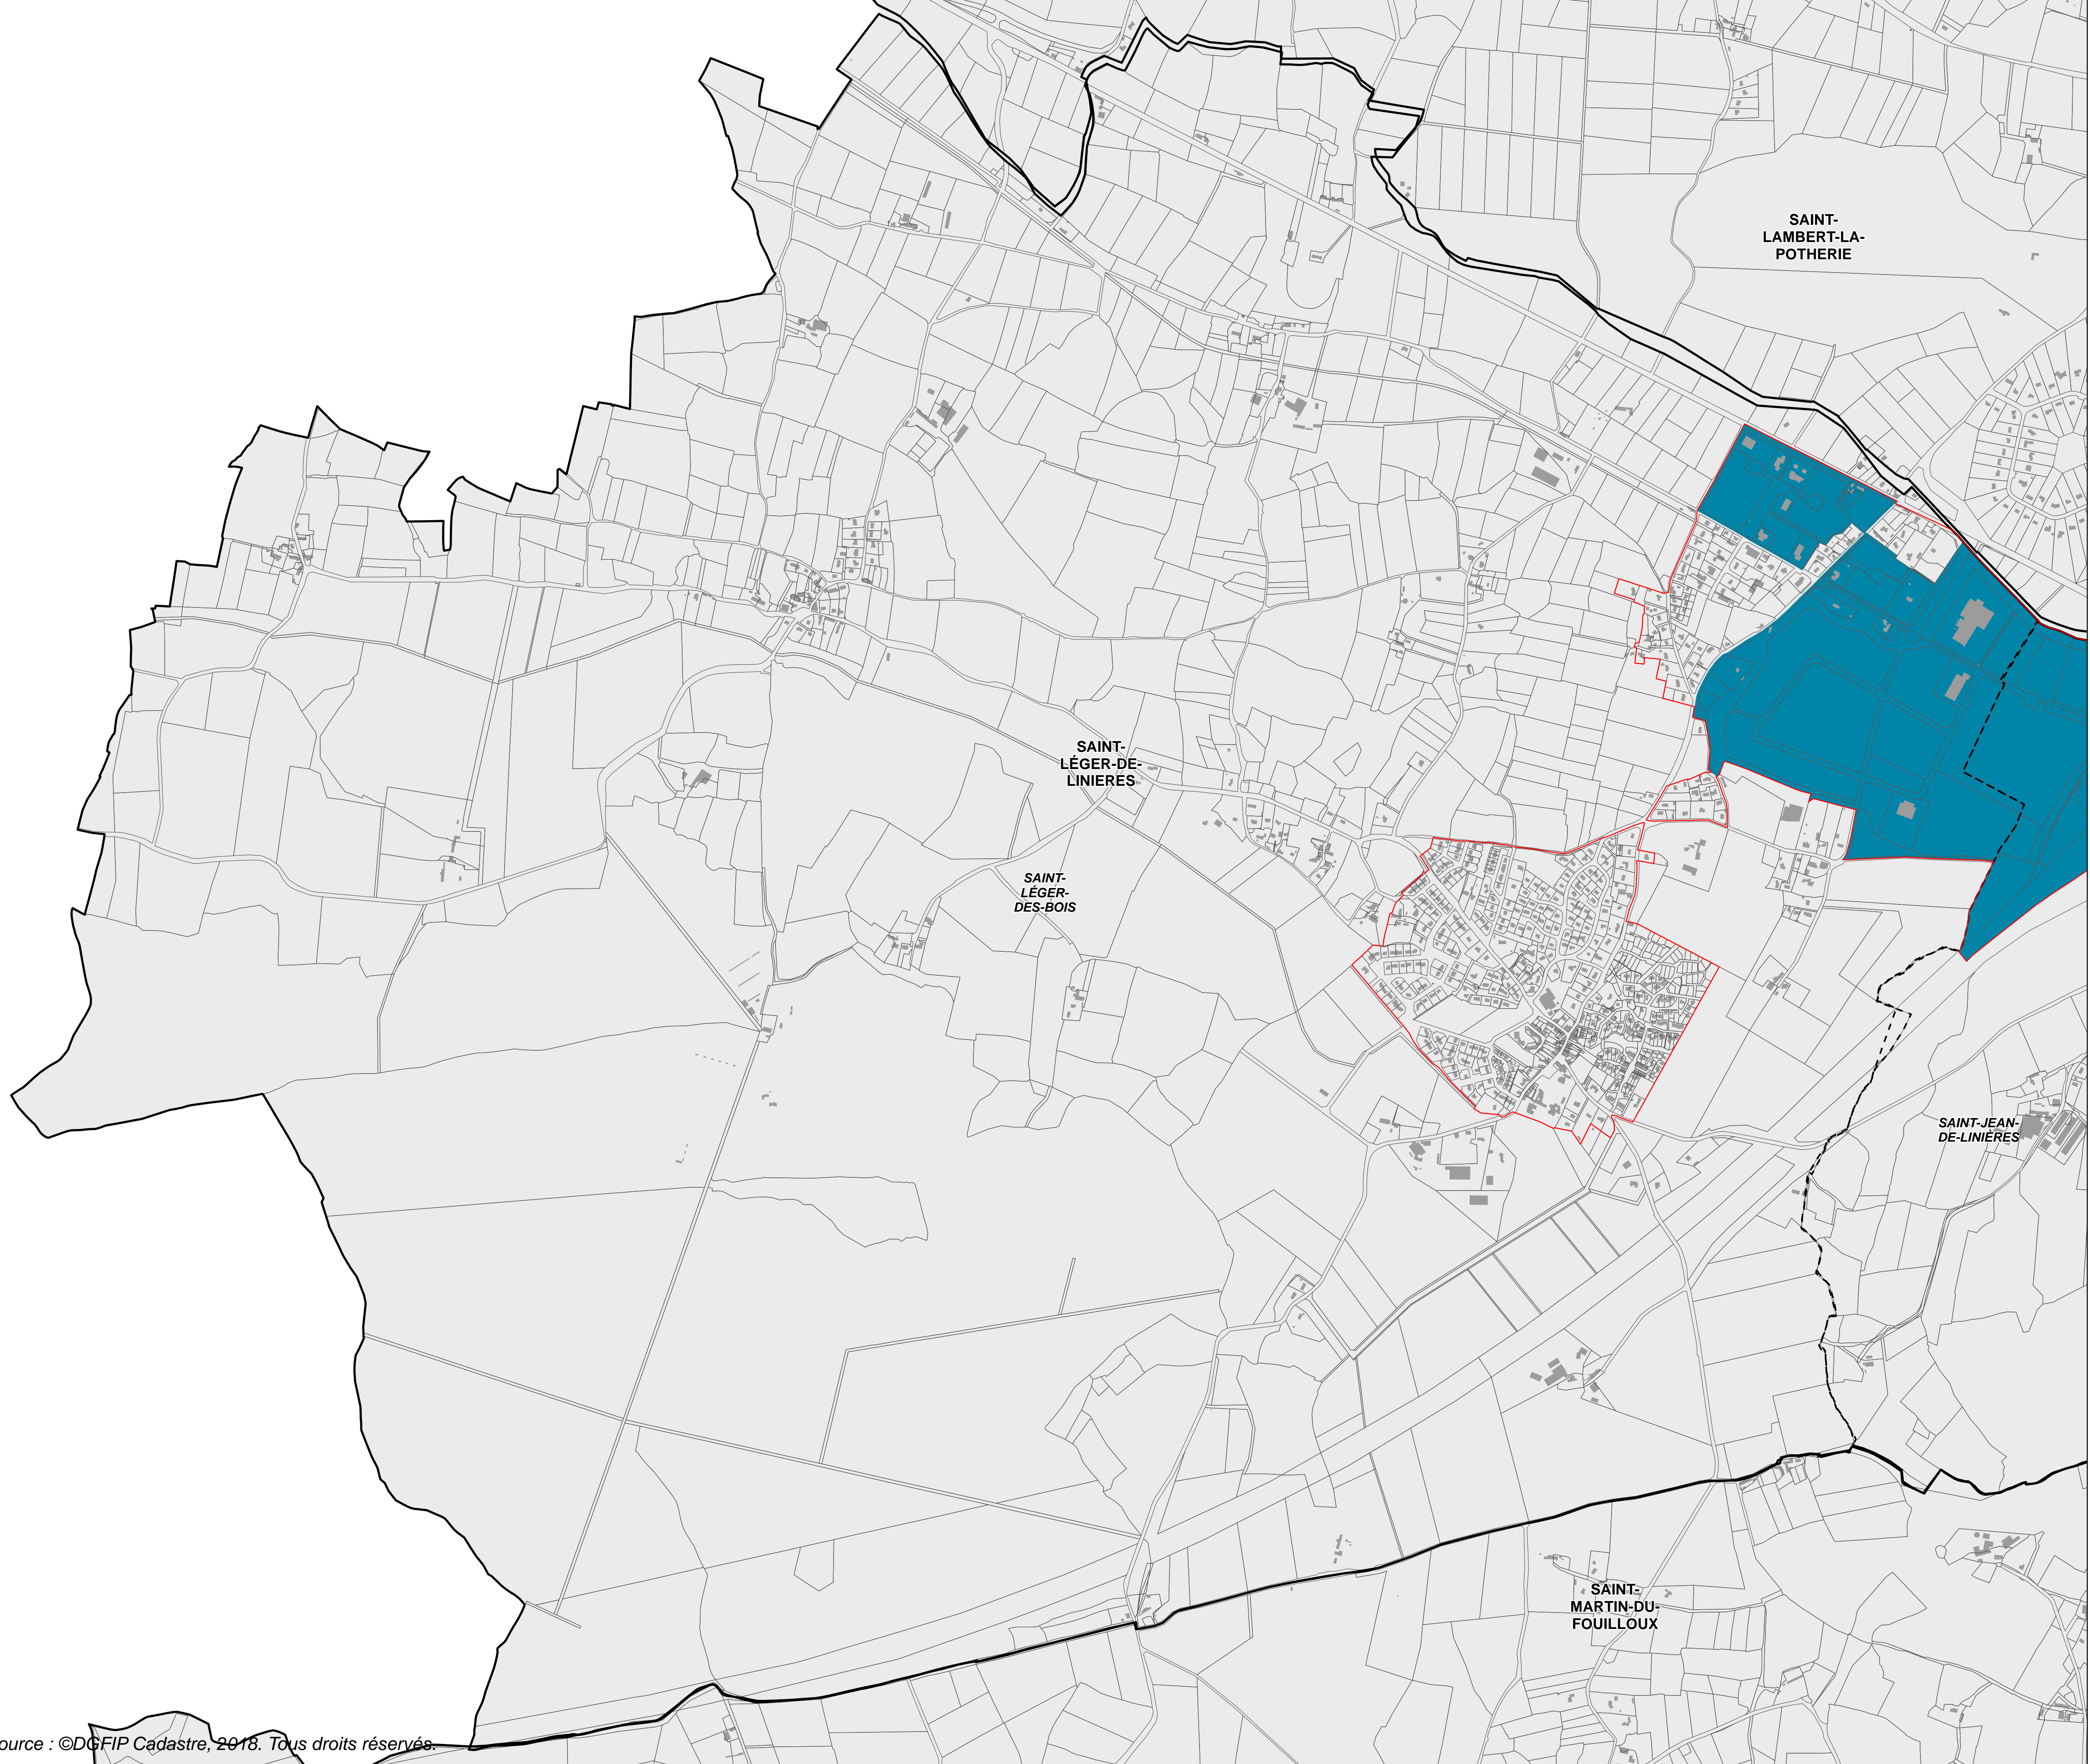 SAINT-
LAMBERT-LA-
POTHERIE
SAINT-
LÉGER-DE-
LINIERES
SAINT-
LÉGER-
DES-BOIS
SAINT-JEAN-
DE-LINIÈRES
SAINT-
MARTIN-DU-
FOUILLOUX
ource : ©DGFIP Cadastre, 2018. Tous droits réservés.